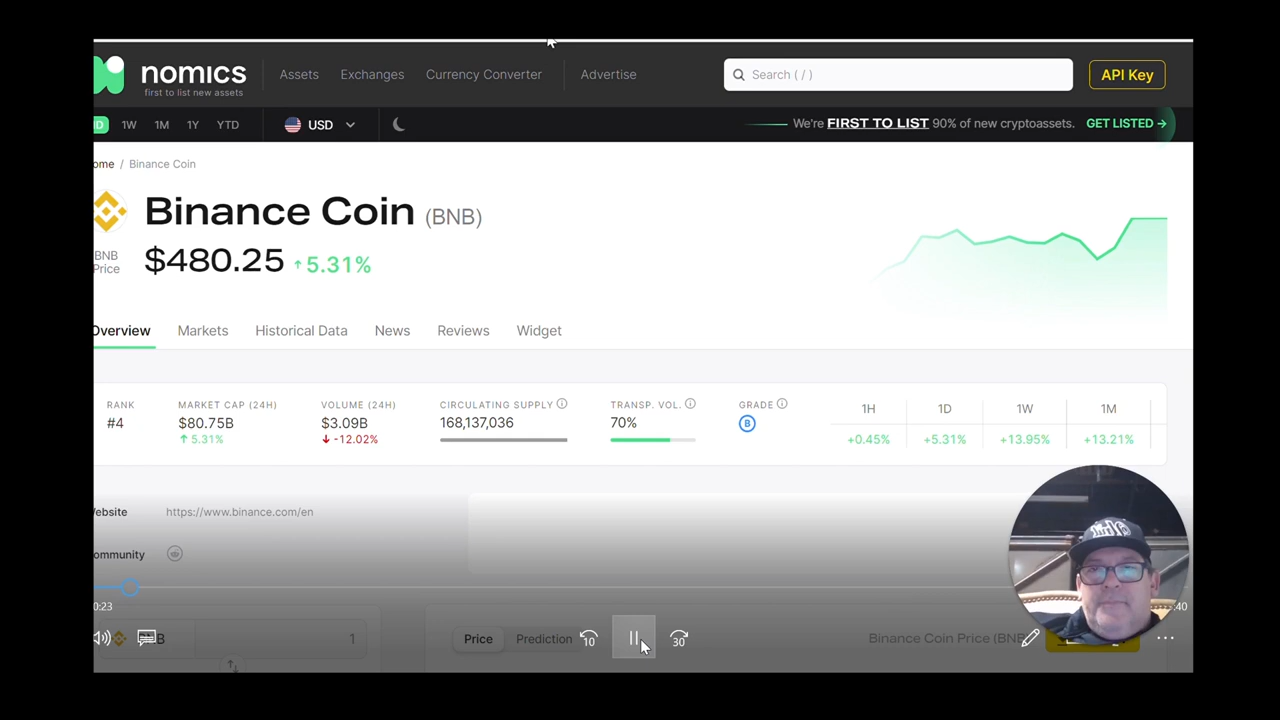 nomics
first to list new assets
Assets Exchanges Currency Converter Advertise
Search ( / )
API Key
1W 1M 1Y YTD
USD
We're FIRST TO LIST 90% of new cryptoassets. GET LISTED →
ome / Binance Coin
Binance Coin (BNB)
BNB
Price
$480.25 ↑ 5.31%
Overview Markets Historical Data News Reviews Widget
RANK
#4
MARKET CAP (24H)
$80.75B
↑ 5.31%
VOLUME (24H)
$3.09B
↓ -12.02%
CIRCULATING SUPPLY
168,137,036
TRANSP. VOL.
70%
GRADE
B
1H 1D 1W 1M
+0.45% +5.31% +13.95% +13.21%
ebsite https://www.binance.com/en
ommunity
0:23
:40
B 1
10
30
Price Prediction
Binance Coin Price (BNB